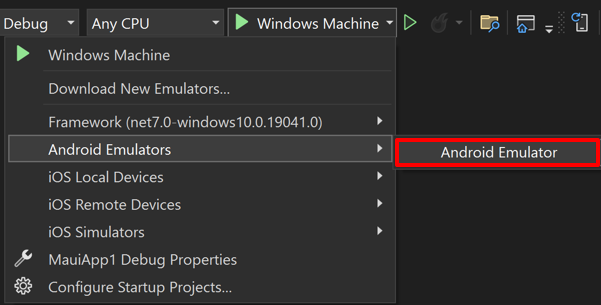 Debug Any CPU Windows Machine
Windows Machine
Download New Emulators...
Framework (net7.0-windows10.0.19041.0)
Android Emulators Android Emulator
iOS Local Devices
iOS Remote Devices
iOS Simulators
MauiApp1 Debug Properties
Configure Startup Projects...